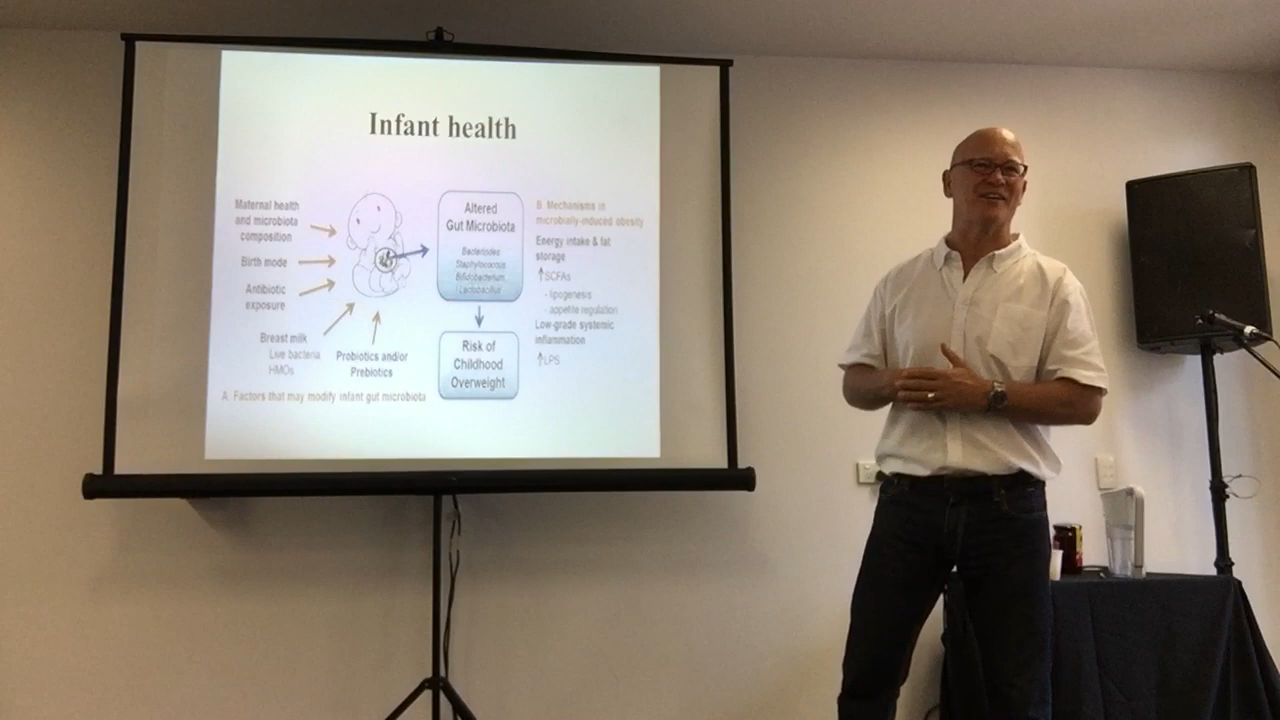 Infant health
Maternal health
and microbiota
composition
Birth mode
Antibiotic
exposure
Breast milk
Live bacteria
HMOs
Probiotics and/or
Prebiotics
A. Factors that may modify infant gut microbiota
Altered
Gut Microbiota
Bacteroides
Staphylococcus
Bifidobacterium
Lactobacillus
Risk of
Childhood
Overweight
B. Mechanisms in
microbially-induced obesity
Energy intake & fat
storage
↑SCFAs
- lipogenesis
- appetite regulation
Low-grade systemic
inflammation
↑LPS